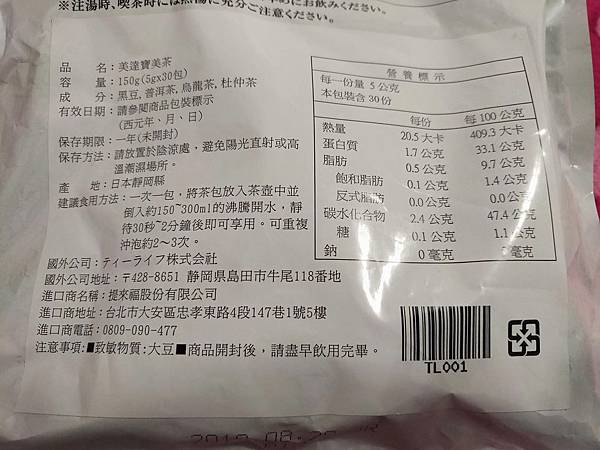 ※注湯時、喫茶時には熱湯に充分ご注意ください。
品　　名：美達寶美茶
容　　量：150g(5gx30包)
成　　分：黑豆,普洱茶,烏龍茶,杜仲茶
有效日期：請參閱商品包裝標示
(西元年、月、日)
保存期限：一年(未開封)
保存方法：請放置於陰涼處，避免陽光直射或高
溫潮濕場所。
產　　地：日本靜岡縣
建議食用方法：一次一包，將茶包放入茶壺中並
倒入約150~300ml的沸騰開水，靜
待30秒~2分鐘後即可享用。可重複
沖泡約2～3次。
國外公司：ティーライフ株式会社
國外公司地址：〒428-8651 静岡県島田市牛尾118番地
進口商名稱：提來福股份有限公司
進口商地址：台北市大安區忠孝東路4段147巷1號5樓
進口商電話：0809-090-477
注意事項:■致敏物質:大豆■商品開封後，請盡早飲用完畢。
營養標示
每一份量 5 公克
本包裝含 30份
每份　每 100 公克
熱量　20.5 大卡　409.3 大卡
蛋白質　1.7 公克　33.1 公克
脂肪　0.5 公克　9.7 公克
飽和脂肪　0.1 公克　1.4 公克
反式脂肪　0.0 公克　0.0 公克
碳水化合物　2.4 公克　47.4 公克
糖　0.1 公克　1.1 公克
鈉　0 毫克　0 毫克
TL001